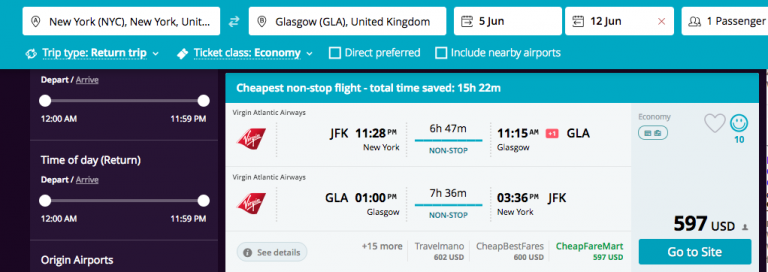 New York (NYC), New York, Unit...
Glasgow (GLA), United Kingdom
5 Jun
12 Jun
1 Passenger
Trip type: Return trip
Ticket class: Economy
Direct preferred
Include nearby airports
Depart / Arrive
12:00 AM 11:59 PM
Time of day (Return)
Depart / Arrive
12:00 AM 11:59 PM
Origin Airports
Cheapest non-stop flight - total time saved: 15h 22m
Virgin Atlantic Airways
JFK 11:28 PM 6h 47m 11:15 AM +1 GLA
New York NON-STOP Glasgow
Virgin Atlantic Airways
GLA 01:00 PM 7h 36m 03:36 PM JFK
Glasgow NON-STOP New York
See details
+15 more
Travelmano
602 USD
CheapBestFares
600 USD
CheapFareMart
597 USD
Economy
10
597 USD
Go to Site